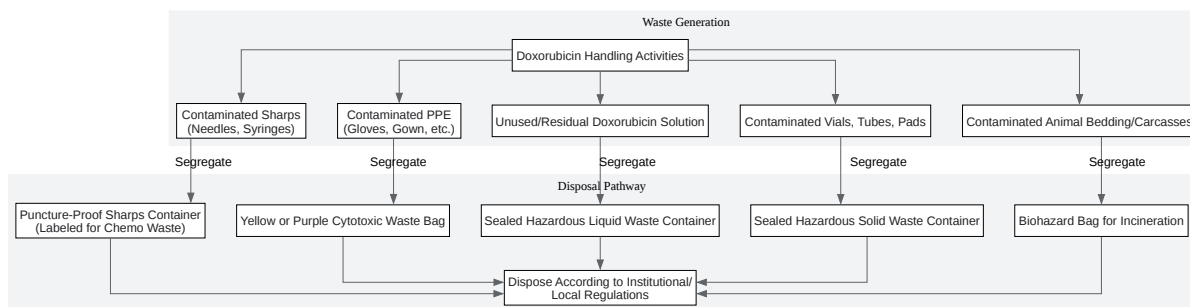 Waste Generation
Doxorubicin Handling Activities
Contaminated Sharps
(Needles, Syringes)
Contaminated PPE
(Gloves, Gown, etc.)
Unused/Residual Doxorubicin Solution
Contaminated Vials, Tubes, Pads
Contaminated Animal Bedding/Carcasses
Segregate
Segregate
Segregate
Segregate
Segregate
Disposal Pathway
Puncture-Proof Sharps Container
(Labeled for Chemo Waste)
Yellow or Purple Cytotoxic Waste Bag
Sealed Hazardous Liquid Waste Container
Sealed Hazardous Solid Waste Container
Biohazard Bag for Incineration
Dispose According to Institutional/
Local Regulations